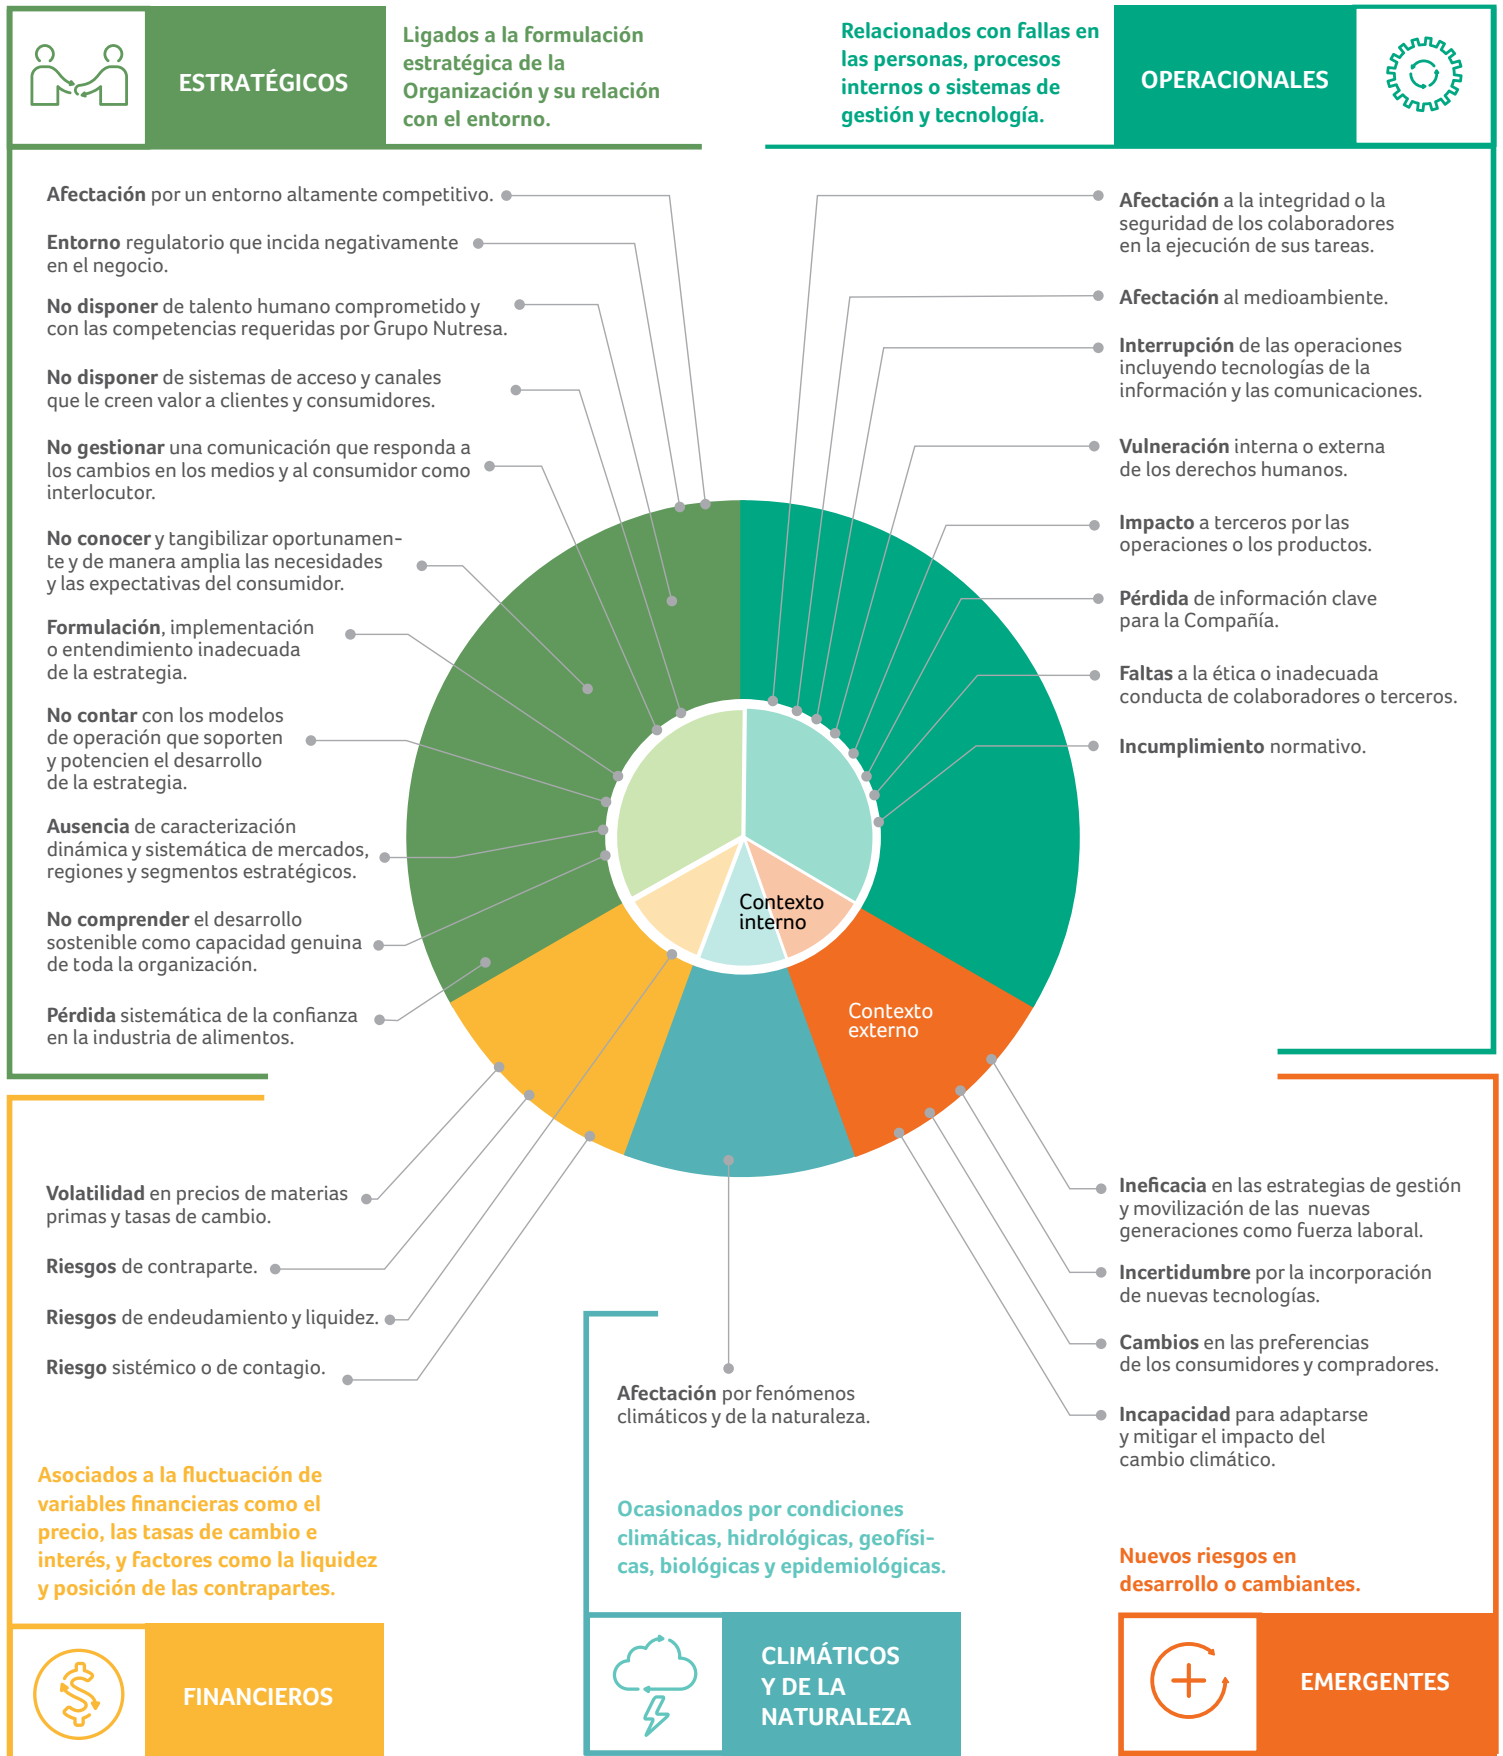 ESTRATÉGICOS
Ligados a la formulación
estratégica de la
Organización y su relación
con el entorno.
Afectación por un entorno altamente competitivo.
Entorno regulatorio que incida negativamente
en el negocio.
No disponer de talento humano comprometido y
con las competencias requeridas por Grupo Nutresa.
No disponer de sistemas de acceso y canales
que le creen valor a clientes y consumidores.
No gestionar una comunicación que responda a
los cambios en los medios y al consumidor como
interlocutor.
No conocer y tangibilizar oportunamen-
te y de manera amplia las necesidades
y las expectativas del consumidor.
Formulación, implementación
o entendimiento inadecuada
de la estrategia.
No contar con los modelos
de operación que soporten
y potencien el desarrollo
de la estrategia.
Ausencia de caracterización
dinámica y sistemática de mercados,
regiones y segmentos estratégicos.
No comprender el desarrollo
sostenible como capacidad genuina
de toda la organización.
Pérdida sistemática de la confianza
en la industria de alimentos.
Relacionados con fallas en
las personas, procesos
internos o sistemas de
gestión y tecnología.
OPERACIONALES
Afectación a la integridad o la
seguridad de los colaboradores
en la ejecución de sus tareas.
Afectación al medioambiente.
Interrupción de las operaciones
incluyendo tecnologías de la
información y las comunicaciones.
Vulneración interna o externa
de los derechos humanos.
Impacto a terceros por las
operaciones o los productos.
Pérdida de información clave
para la Compañía.
Faltas a la ética o inadecuada
conducta de colaboradores o terceros.
Incumplimiento normativo.
Contexto
interno
Contexto
externo
Volatilidad en precios de materias
primas y tasas de cambio.
Riesgos de contraparte.
Riesgos de endeudamiento y liquidez.
Riesgo sistémico o de contagio.
Asociados a la fluctuación de
variables financieras como el
precio, las tasas de cambio e
interés, y factores como la liquidez
y posición de las contrapartes.
FINANCIEROS
Afectación por fenómenos
climáticos y de la naturaleza.
Ocasionados por condiciones
climáticas, hidrológicas, geofísi-
cas, biológicas y epidemiológicas.
CLIMÁTICOS
Y DE LA
NATURALEZA
Ineficacia en las estrategias de gestión
y movilización de las nuevas
generaciones como fuerza laboral.
Incertidumbre por la incorporación
de nuevas tecnologías.
Cambios en las preferencias
de los consumidores y compradores.
Incapacidad para adaptarse
y mitigar el impacto del
cambio climático.
Nuevos riesgos en
desarrollo o cambiantes.
EMERGENTES